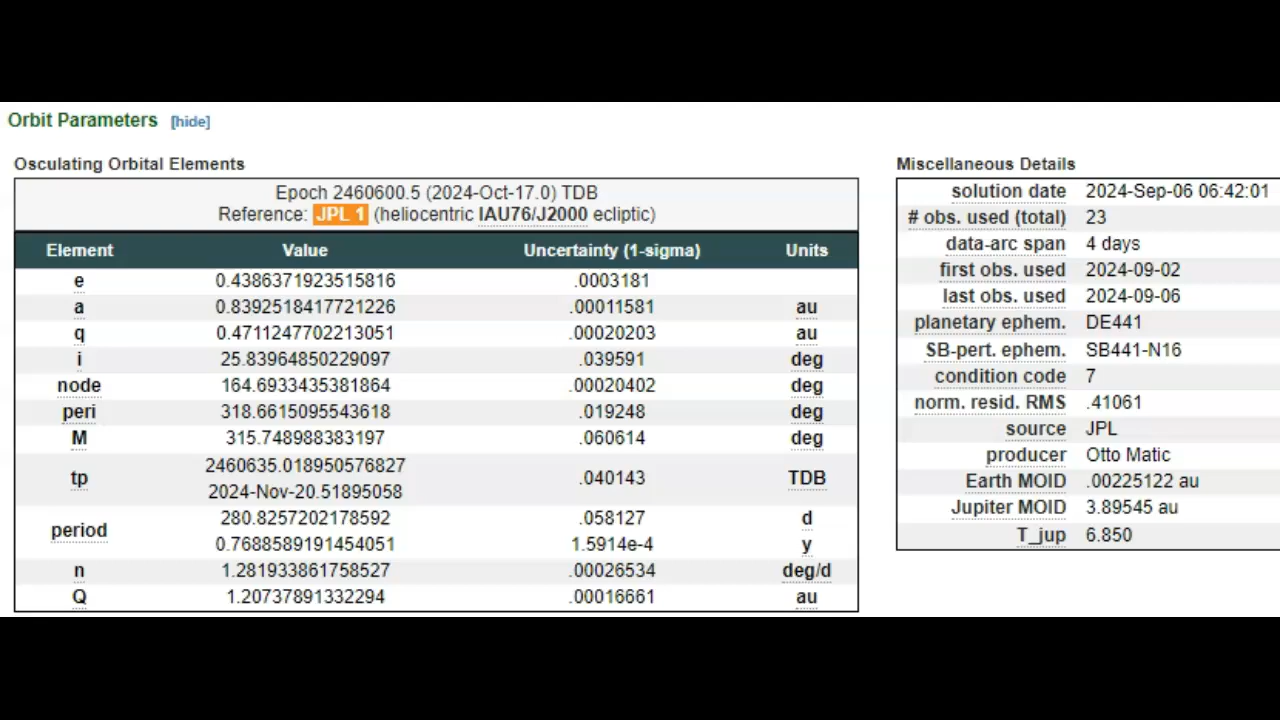 Orbit Parameters [hide]
Osculating Orbital Elements
Epoch 2460600.5 (2024-Oct-17.0) TDB
Reference: JPL 1 (heliocentric IAU76/J2000 ecliptic)
Element Value Uncertainty (1-sigma) Units
e 0.4386371923515816 .0003181
a 0.8392518417721226 .00011581 au
q 0.4711247702213051 .00020203 au
i 25.83964850229097 .039591 deg
node 164.6933435381864 .00020402 deg
peri 318.6615095543618 .019248 deg
M 315.748988383197 .060614 deg
tp 2460635.018950576827 .040143 TDB
2024-Nov-20.51895058
period 280.8257202178592 .058127 d
0.7688589191454051 1.5914e-4 y
n 1.281933861758527 .00026534 deg/d
Q 1.20737891332294 .00016661 au
Miscellaneous Details
solution date 2024-Sep-06 06:42:01
# obs. used (total) 23
data-arc span 4 days
first obs. used 2024-09-02
last obs. used 2024-09-06
planetary ephem. DE441
SB-pert. ephem. SB441-N16
condition code 7
norm. resid. RMS .41061
source JPL
producer Otto Matic
Earth MOID .00225122 au
Jupiter MOID 3.89545 au
T_jup 6.850